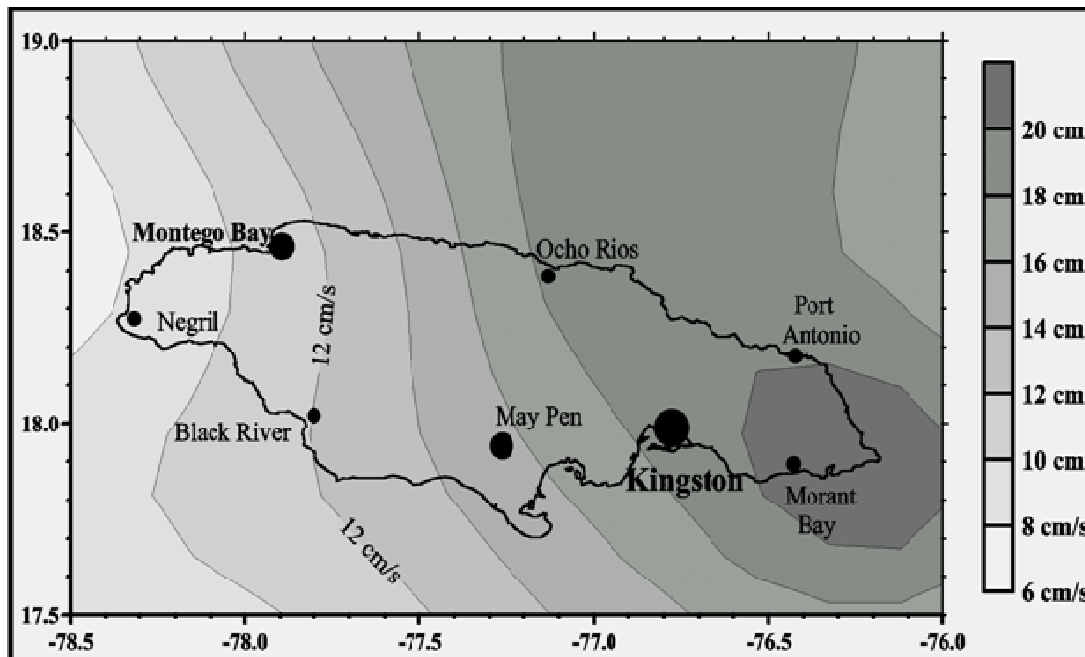 19.0
18.5
18.0
17.5
-78.5
-78.0
-77.5
-77.0
-76.5
-76.0
Montego Bay
Ocho Rios
Negril
Port
Antonio
12 cm/s
May Pen
Black River
Kingston
Morant
Bay
12 cm/s
20 cm/
18 cm/
16 cm/
14 cm/
12 cm/
10 cm/
8 cm/s
6 cm/s